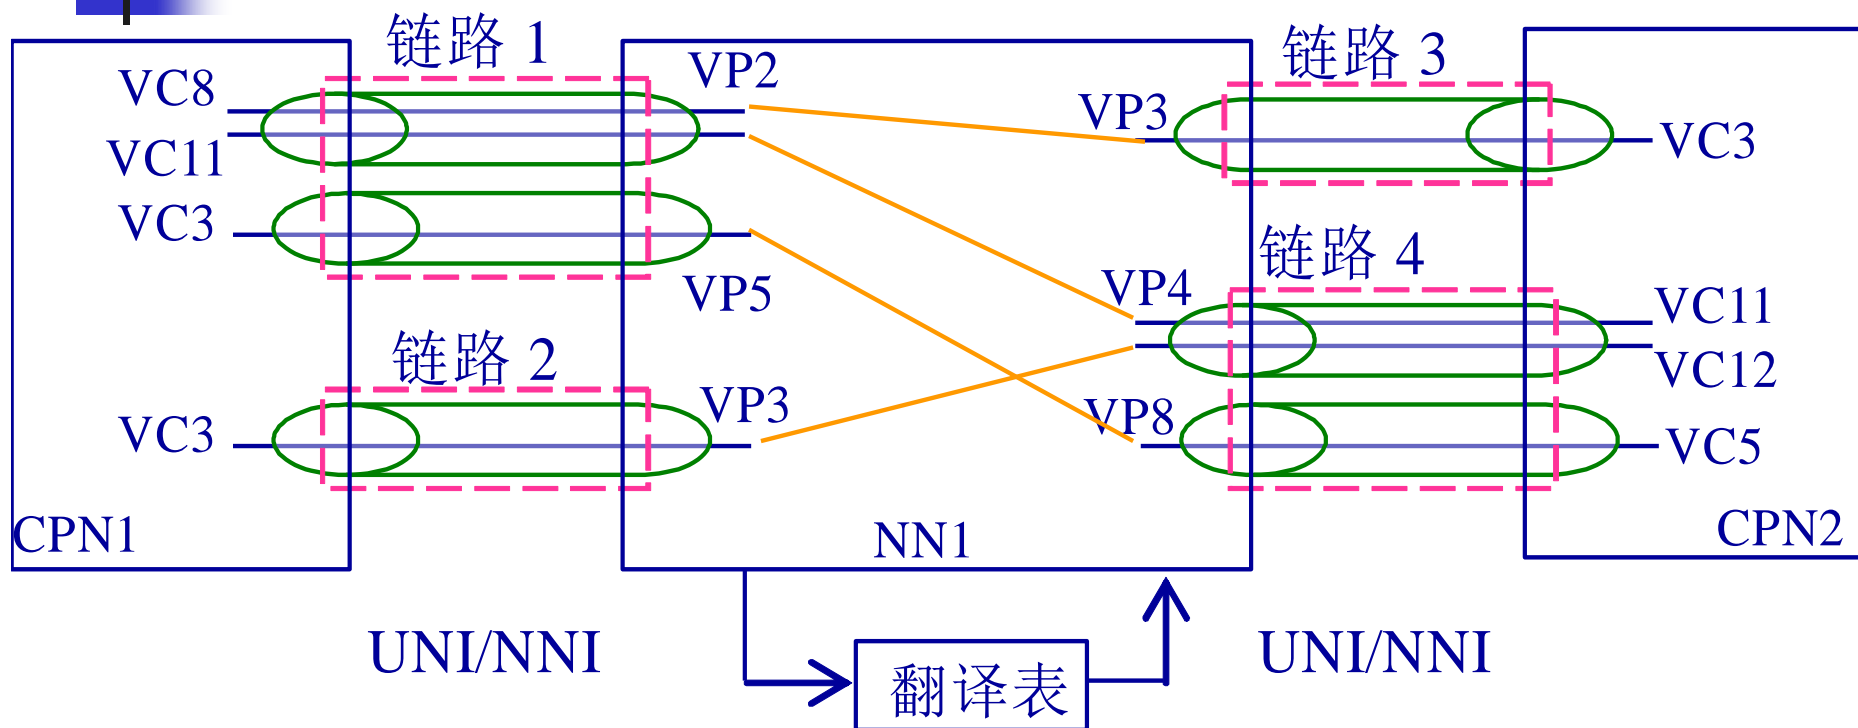 链路 1
链路 3
VP2
VC8
VP3
VC11
VC3
VC3
链路 4
VP5
VP4
VC11
链路 2
VC12
VP3
VP8
VC3
VC5
CPN1
NN1
CPN2
UNI/NNI
UNI/NNI
翻译表